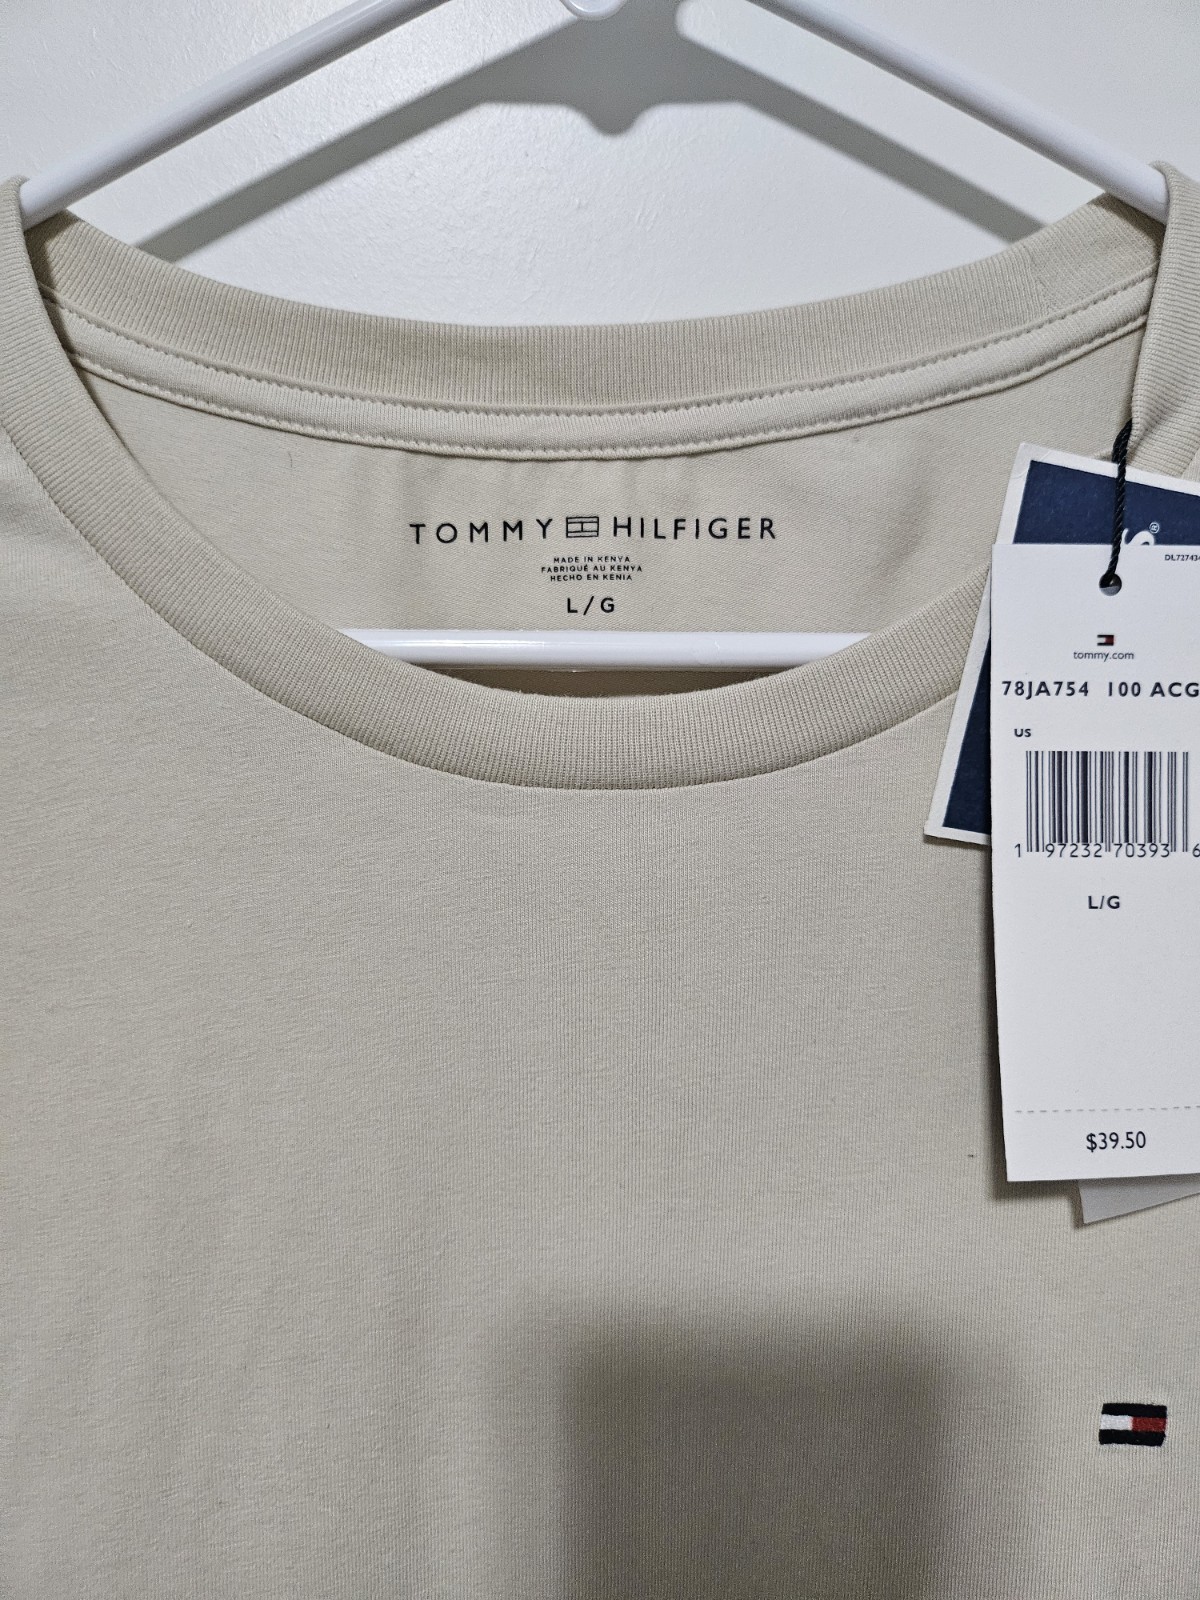 TOMMY HILFIGER
MADE IN KENYA
FABRIQUÉ AU KENYA
HECHO EN KENIA
L/G
S®
tommy.com
78JA754 100 ACG
US
1 97232 70393 6
L/G
$39.50